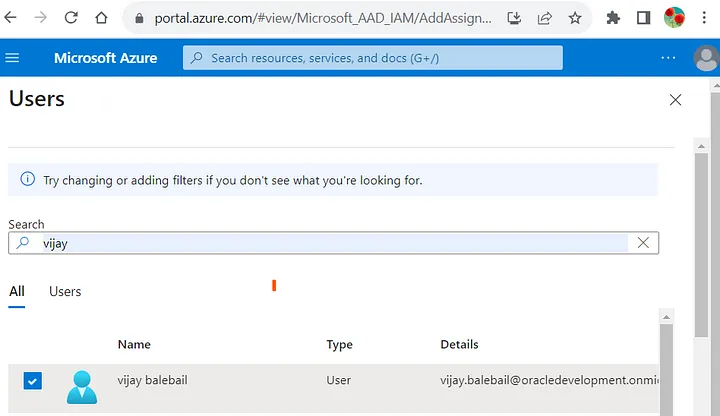 portal.azure.com/#view/Microsoft_AAD_IAM/AddAssign...
Microsoft Azure
Search resources, services, and docs (G+/)
Users
Try changing or adding filters if you don't see what you're looking for.
Search
vijay
All Users
Name Type Details
vijay balebail User vijay.balebail@oracledevelopment.onmi